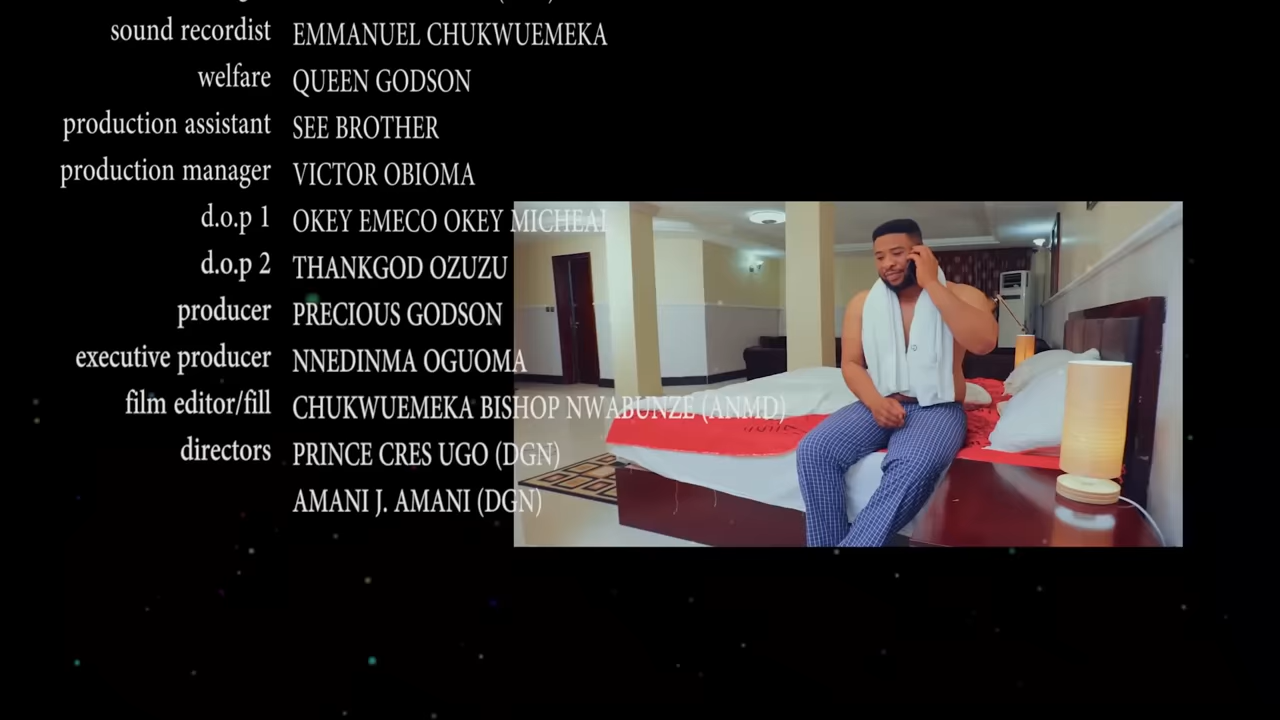 sound recordist EMMANUEL CHUKWUEMEKA
welfare QUEEN GODSON
production assistant SEE BROTHER
production manager VICTOR OBIOMA
d.o.p 1 OKEY EMECO OKEY MICHEAL
d.o.p 2 THANKGOD OZUZU
producer PRECIOUS GODSON
executive producer NNEDINMA OGUOMA
film editor/fill CHUKWUEMEKA BISHOP NWABUNZE (ANMD)
directors PRINCE CRES UGO (DGN)
AMANI J. AMANI (DGN)